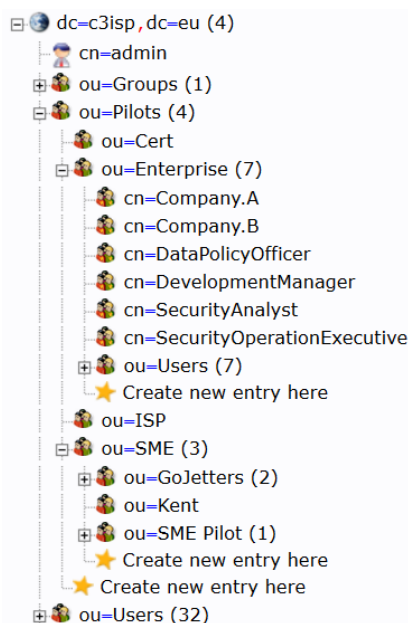 dc=c3isp,dc=eu (4)
cn=admin
ou=Groups (1)
ou=Pilots (4)
ou=Cert
ou=Enterprise (7)
cn=Company.A
cn=Company.B
cn=DataPolicyOfficer
cn=DevelopmentManager
cn=SecurityAnalyst
cn=SecurityOperationExecutive
ou=Users (7)
Create new entry here
ou=ISP
ou=SME (3)
ou=GoJetters (2)
ou=Kent
ou=SME Pilot (1)
Create new entry here
Create new entry here
ou=Users (32)